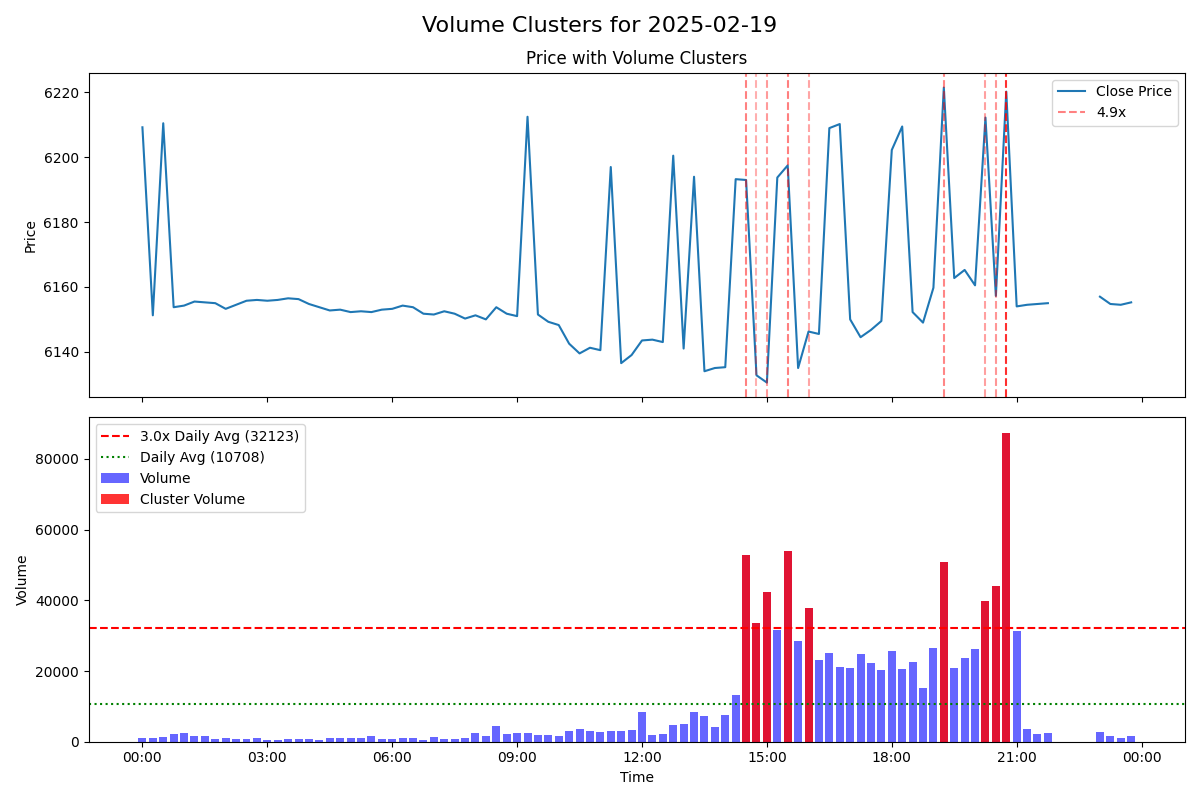 Volume Clusters for 2025-02-19
Price with Volume Clusters
Close Price
4.9x
6220
6200
6180
6160
6140
Price
3.0x Daily Avg (32123)
Daily Avg (10708)
Volume
Cluster Volume
80000
60000
40000
20000
0
Volume
00:00 03:00 06:00 09:00 12:00 15:00 18:00 21:00 00:00
Time